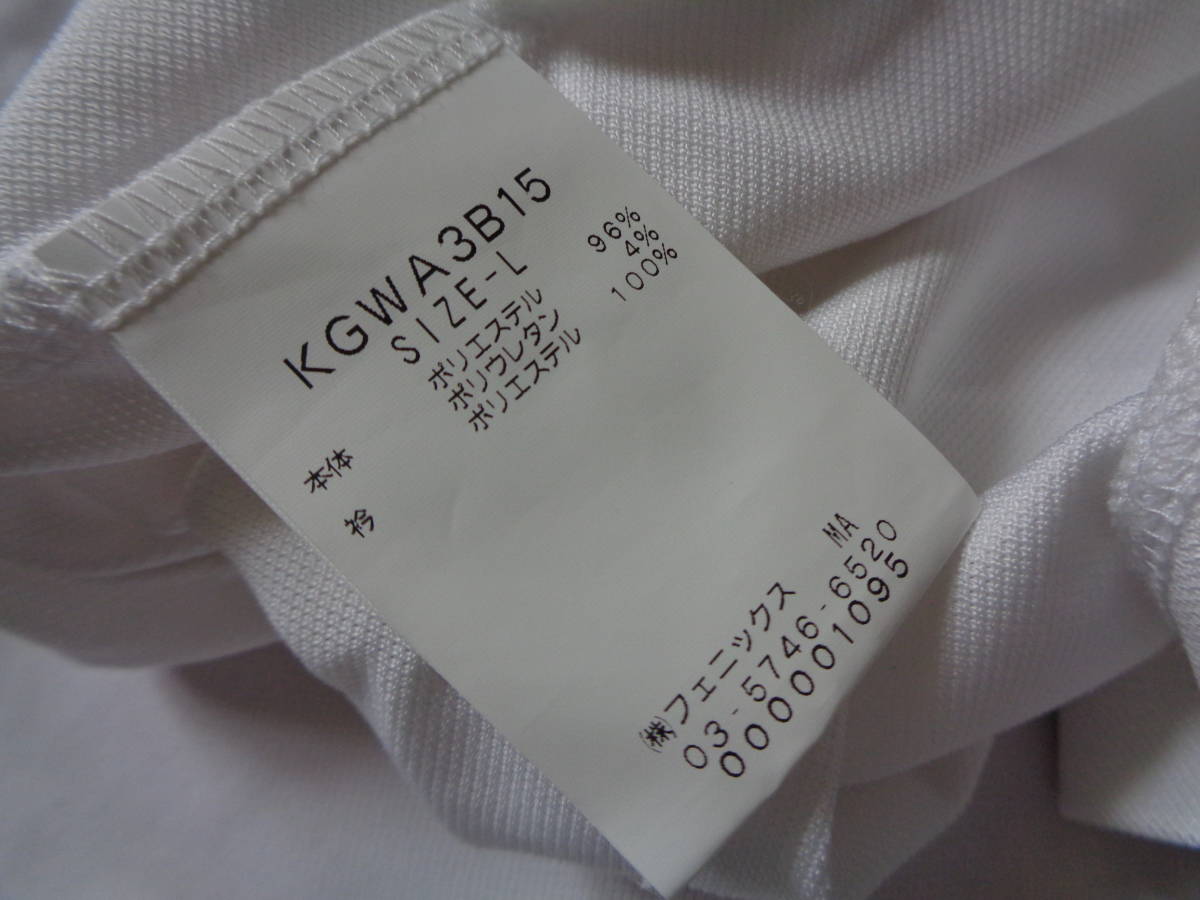 KGWA3B15
SIZE-L
本体 ポリエステル 96%
ポリウレタン 4%
衿 ポリエステル 100%
MA
㈱フェニックス
03-5746-6520
0000001095